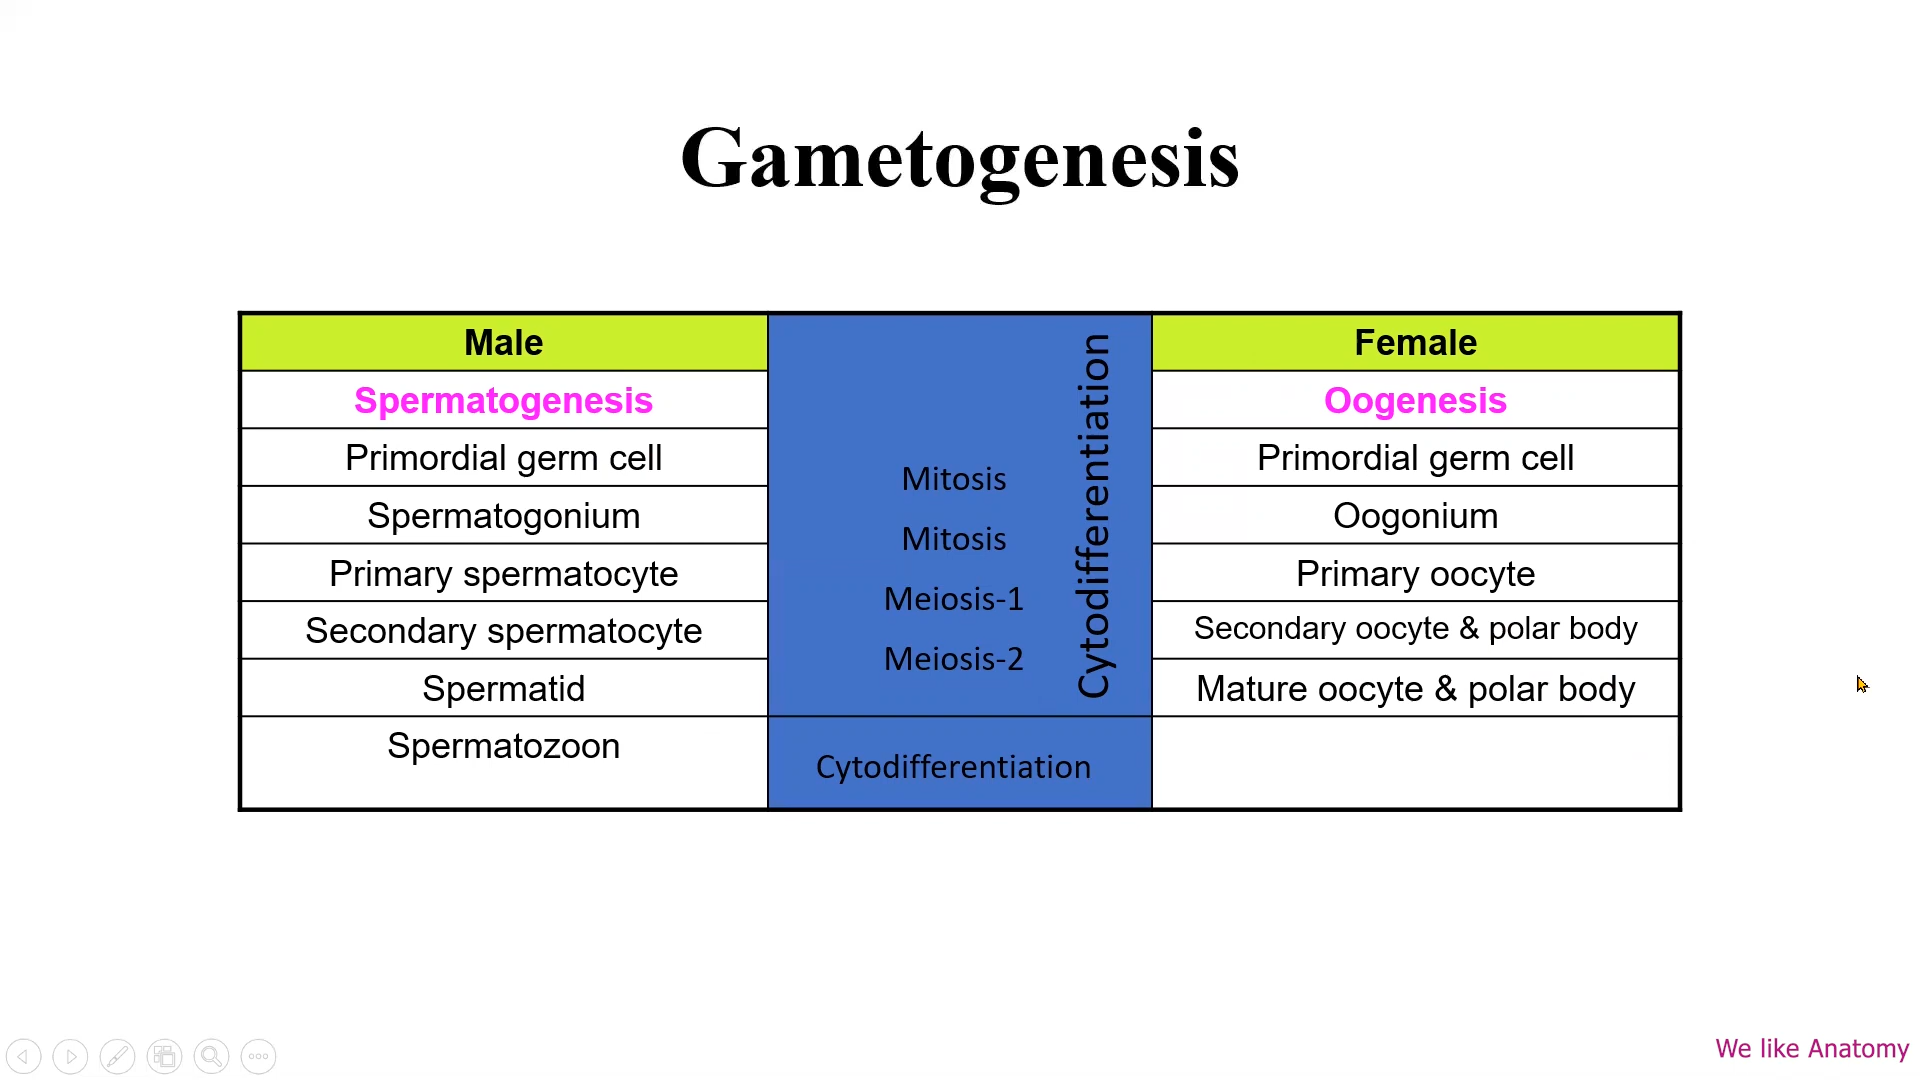 Gametogenesis
Male
Female
Spermatogenesis
Oogenesis
Primordial germ cell
Primordial germ cell
Mitosis
Spermatogonium
Oogonium
Mitosis
Primary spermatocyte
Primary oocyte
Meiosis-1
Secondary spermatocyte
Secondary oocyte & polar body
Meiosis-2
Spermatid
Mature oocyte & polar body
Cytodifferentiation
Spermatozoon
Cytodifferentiation
We like Anatomy